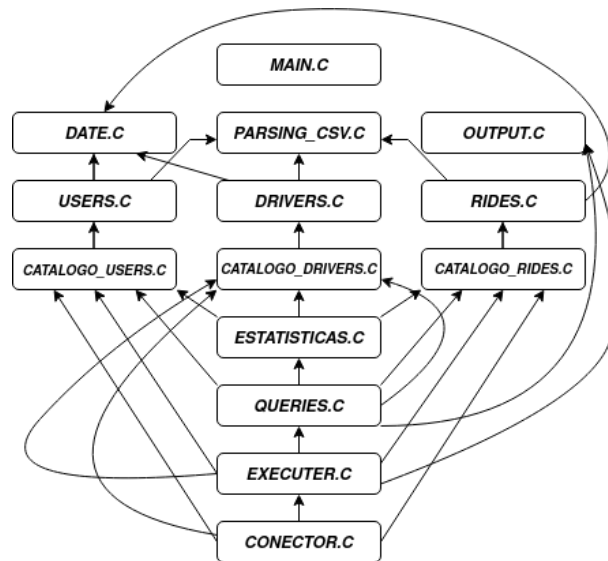 MAIN.C
DATE.C
PARSING_CSV.C
OUTPUT.C
USERS.C
DRIVERS.C
RIDES.C
CATALOGO_USERS.C
CATALOGO_DRIVERS.C
CATALOGO_RIDES.C
ESTATISTICAS.C
QUERIES.C
EXECUTER.C
CONECTOR.C